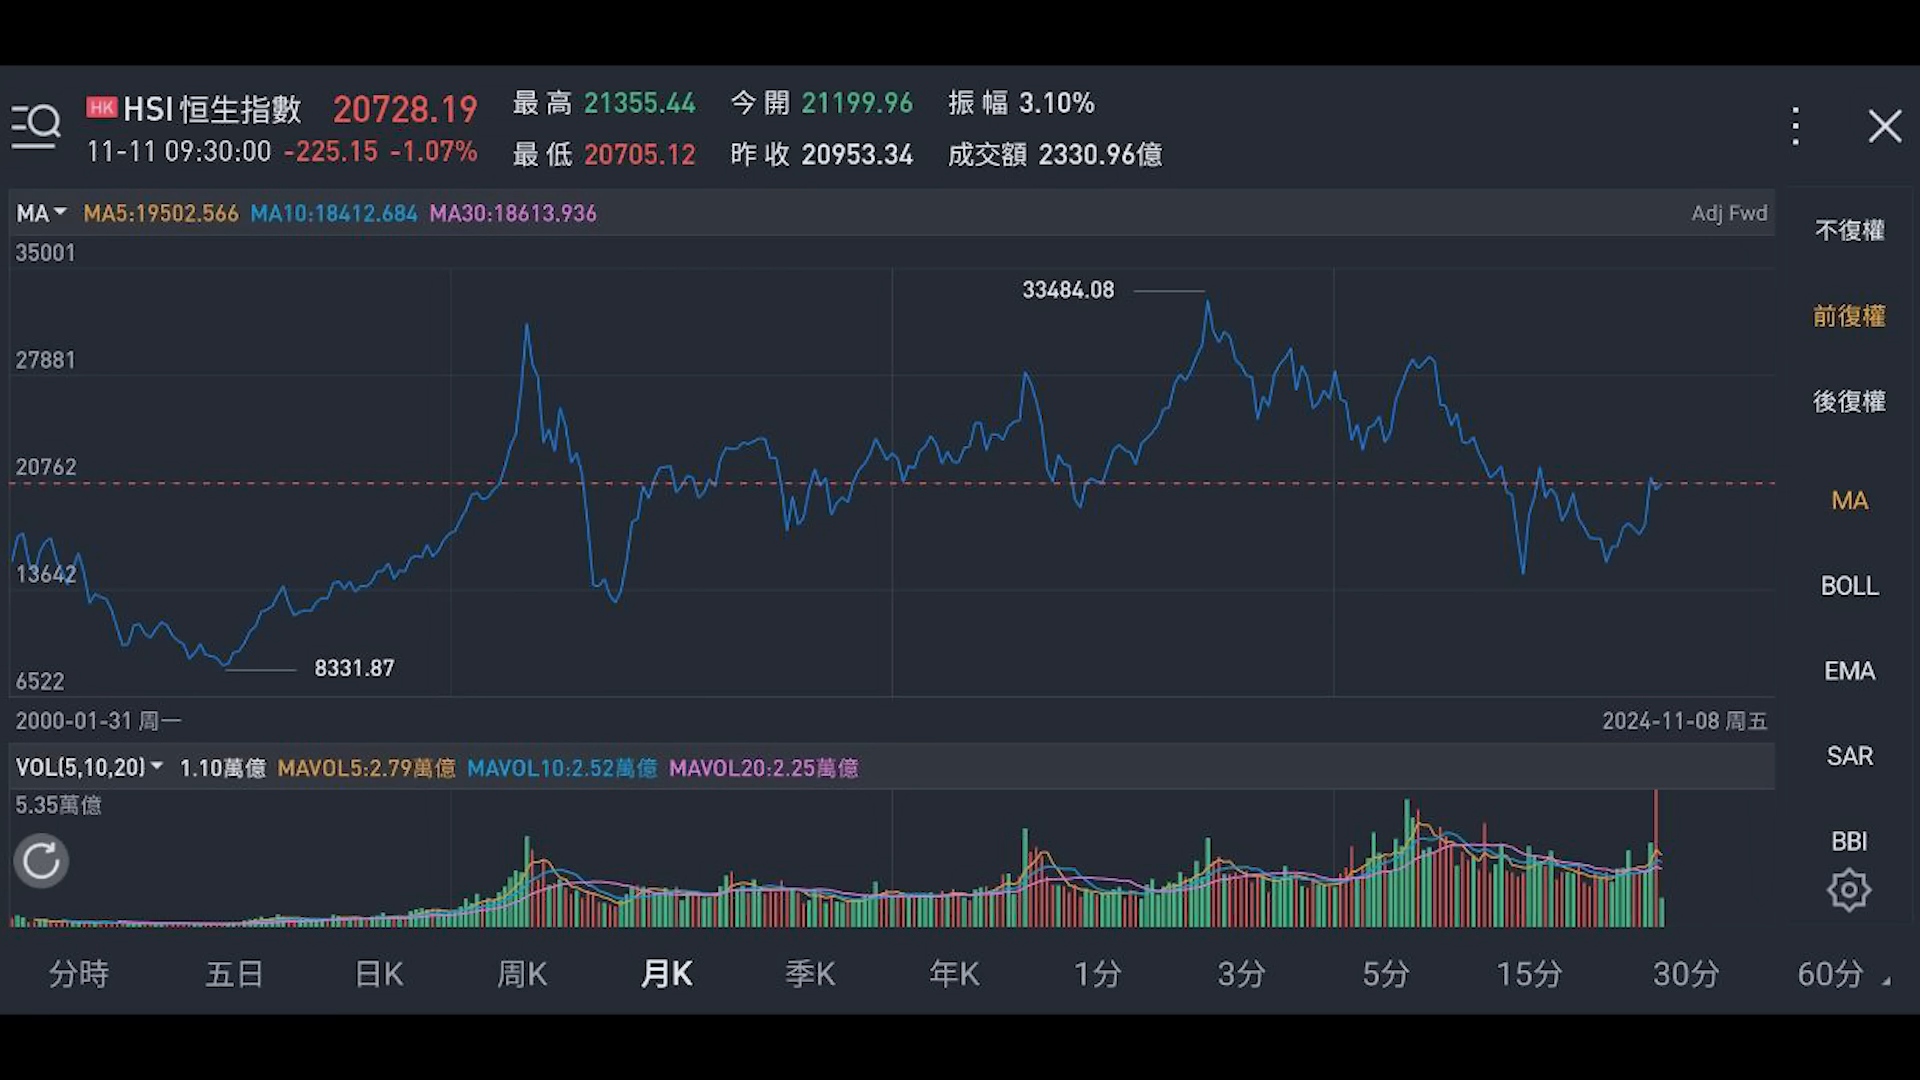 HK HSI 恒生指數 20728.19 最高 21355.44 今開 21199.96 振幅 3.10%
11-11 09:30:00 -225.15 -1.07% 最低 20705.12 昨收 20953.34 成交額 2330.96億
MA MA5:19502.566 MA10:18412.684 MA30:18613.936 Adj Fwd
35001
33484.08
27881
20762
13642
8331.87
6522
2000-01-31 周一 2024-11-08 周五
VOL(5,10,20) 1.10萬億 MAVOL5:2.79萬億 MAVOL10:2.52萬億 MAVOL20:2.25萬億
5.35萬億
不復權
前復權
後復權
MA
BOLL
EMA
SAR
BBI
分時 五日 日K 周K 月K 季K 年K 1分 3分 5分 15分 30分 60分